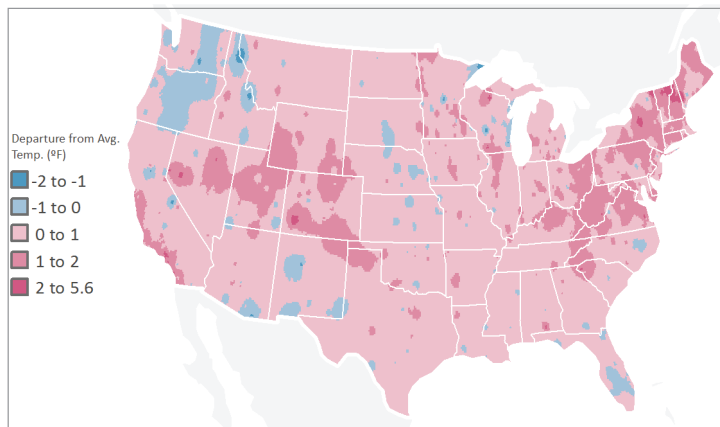 Departure from Avg.
Temp. (ºF)
-2 to -1
-1 to 0
0 to 1
1 to 2
2 to 5.6